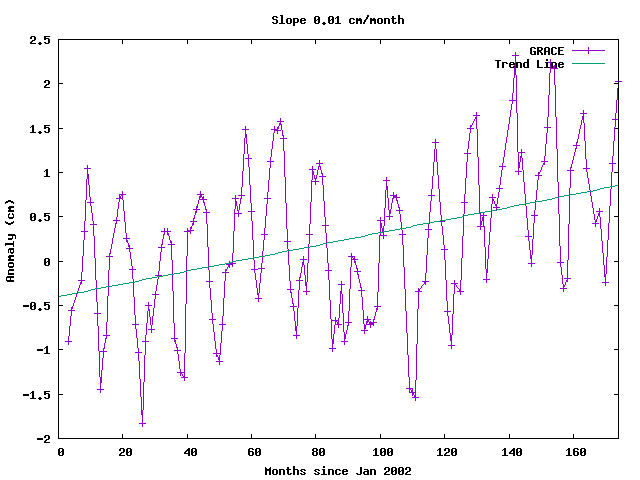 Slope 0.01 cm/month
GRACE
Trend Line
2.5
2
1.5
1
0.5
0
-0.5
-1
-1.5
-2
Anomaly (cm)
0 20 40 60 80 100 120 140 160
Months since Jan 2002